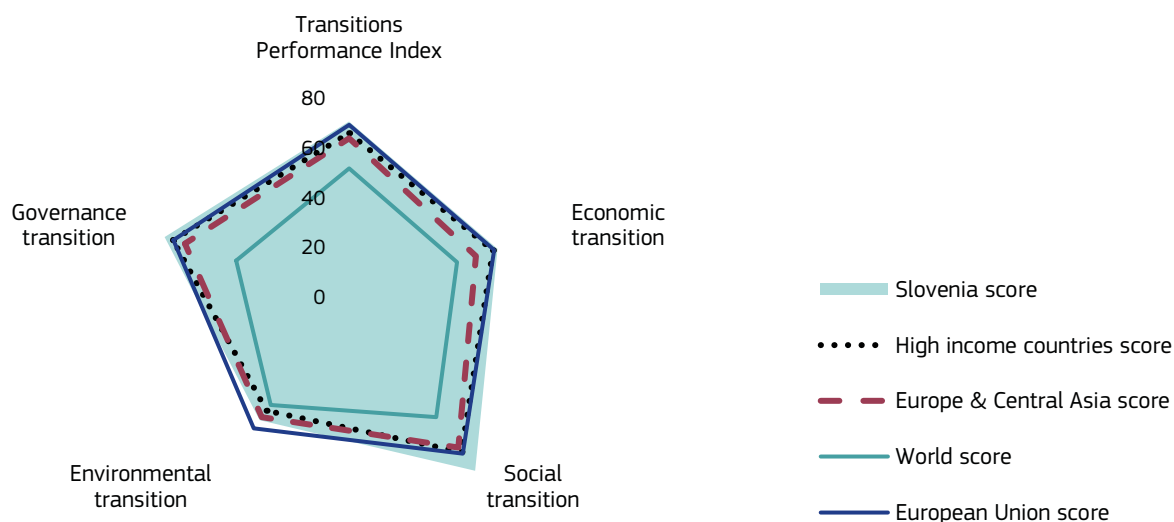 Transitions
Performance Index
80
60
40
20
0
Governance
transition
Economic
transition
Environmental
transition
Social
transition
Slovenia score
High income countries score
Europe & Central Asia score
World score
European Union score